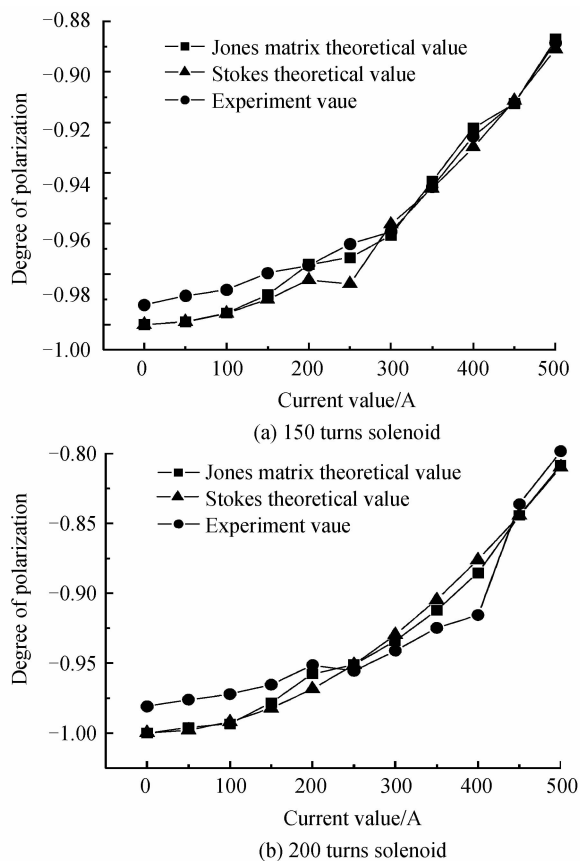 −0.88
−0.90
−0.92
−0.94
−0.96
−0.98
−1.00
Degree of polarization
Jones matrix theoretical value
Stokes theoretical value
Experiment vaue
0 100 200 300 400 500
Current value/A
(a) 150 turns solenoid
−0.80
−0.85
−0.90
−0.95
−1.00
Degree of polarization
Jones matrix theoretical value
Stokes theoretical value
Experiment vaue
0 100 200 300 400 500
Current value/A
(b) 200 turns solenoid